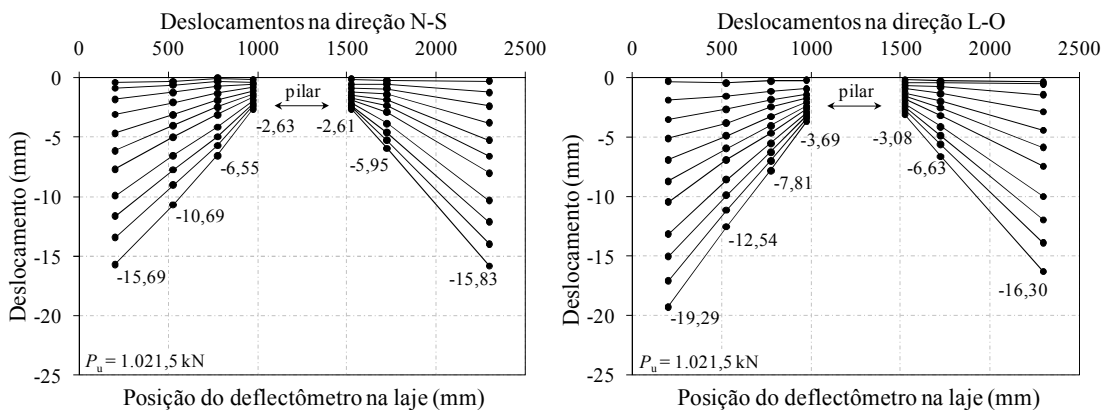 Deslocamentos na direção N-S
0 500 1000 1500 2000 2500
0
-5
-10
-15
-20
-25
Deslocamento (mm)
pilar
-2,63
-2,61
-6,55
-5,95
-10,69
-15,69
-15,83
Pu = 1.021,5 kN
Posição do deflectômetro na laje (mm)
Deslocamentos na direção L-O
0 500 1000 1500 2000 2500
0
-5
-10
-15
-20
-25
Deslocamento (mm)
pilar
-3,69
-3,08
-7,81
-6,63
-12,54
-16,30
-19,29
Pu = 1.021,5 kN
Posição do deflectômetro na laje (mm)